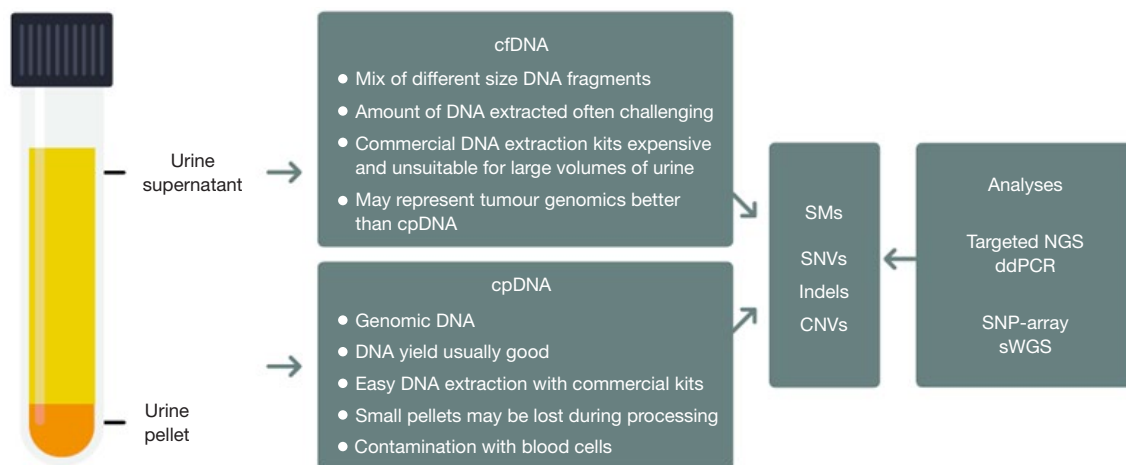 Urine
supernatant
cfDNA
● Mix of different size DNA fragments
● Amount of DNA extracted often challenging
● Commercial DNA extraction kits expensive
and unsuitable for large volumes of urine
● May represent tumour genomics better
than cpDNA
Urine
pellet
cpDNA
● Genomic DNA
● DNA yield usually good
● Easy DNA extraction with commercial kits
● Small pellets may be lost during processing
● Contamination with blood cells
SMs
SNVs
Indels
CNVs
Analyses
Targeted NGS
ddPCR
SNP-array
sWGS